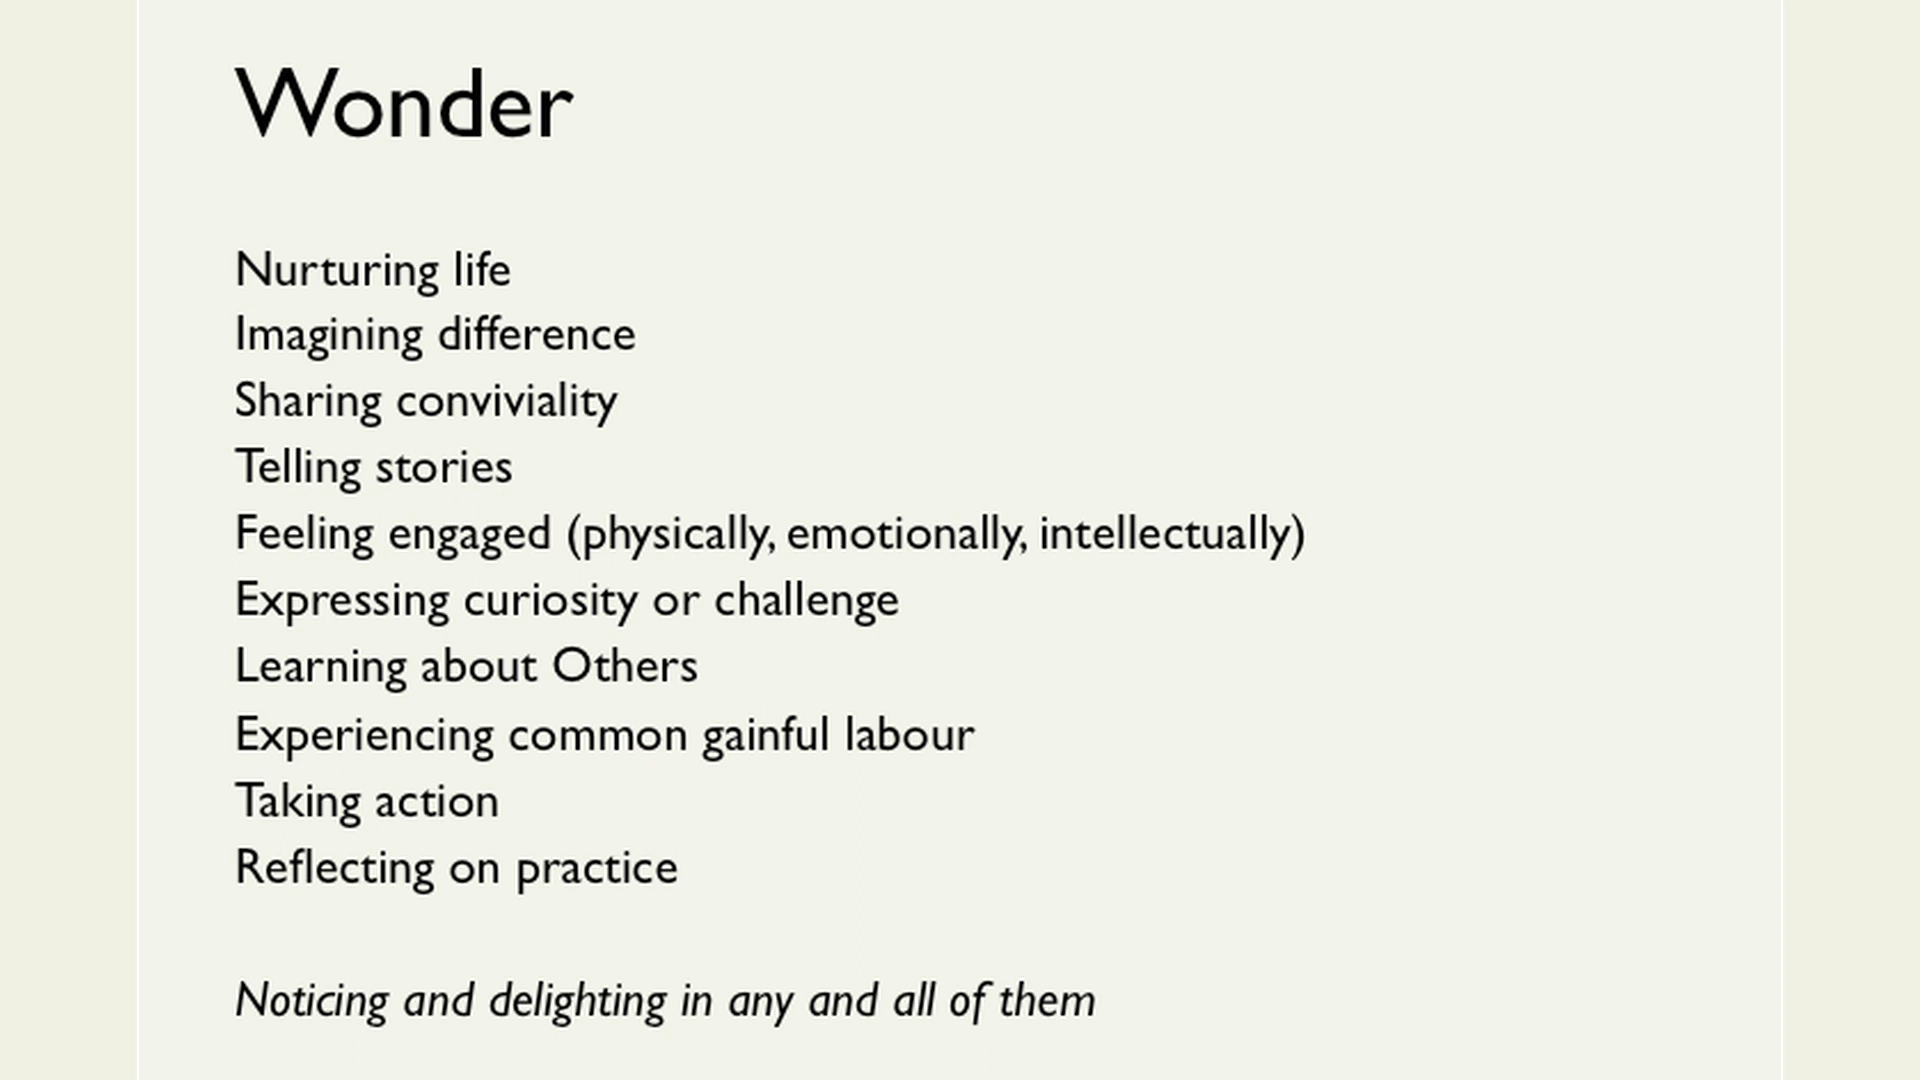 Wonder
Nurturing life
Imagining difference
Sharing conviviality
Telling stories
Feeling engaged (physically, emotionally, intellectually)
Expressing curiosity or challenge
Learning about Others
Experiencing common gainful labour
Taking action
Reflecting on practice
Noticing and delighting in any and all of them